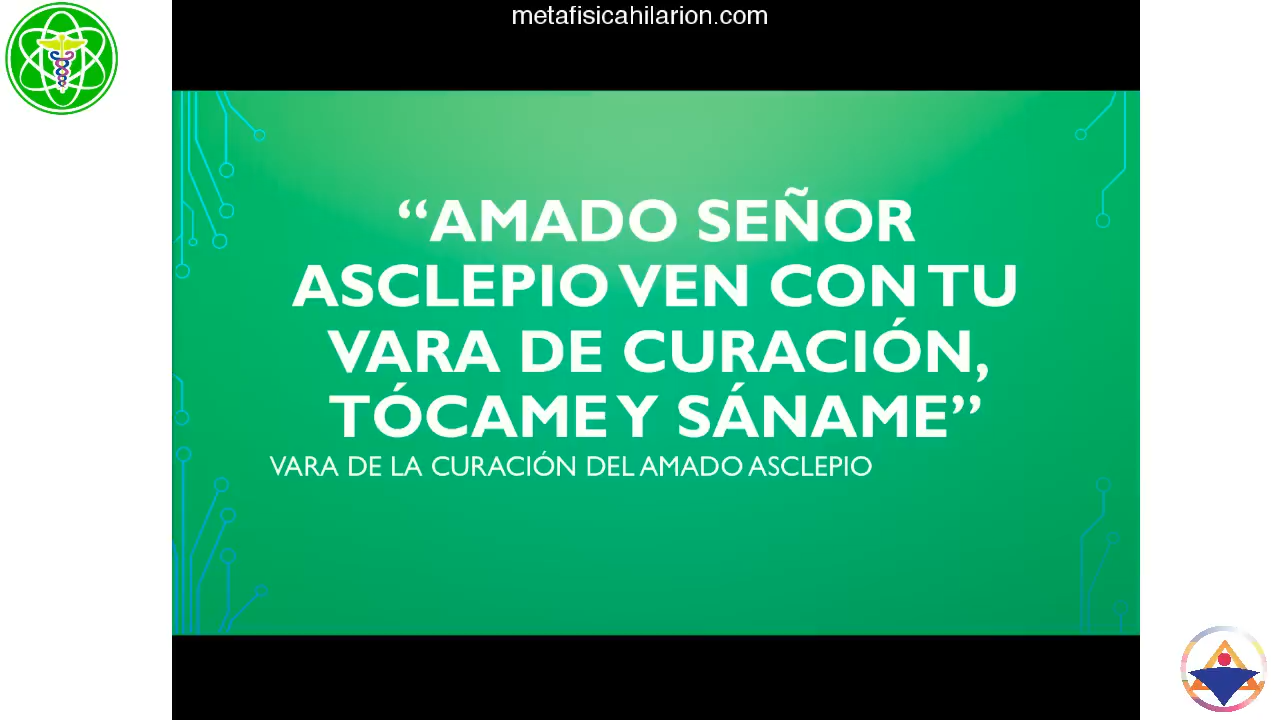 metafisicahilarion.com
“AMADO SEÑOR
ASCLEPIO VEN CON TU
VARA DE CURACIÓN,
TÓCAME Y SÁNAME”
VARA DE LA CURACIÓN DEL AMADO ASCLEPIO